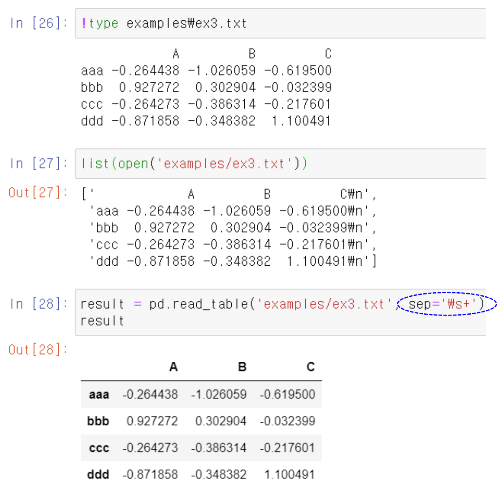 In [26]: !type examples₩ex3.txt
A B C
aaa -0.264438 -1.026059 -0.619500
bbb 0.927272 0.302904 -0.032399
ccc -0.264273 -0.386314 -0.217601
ddd -0.871858 -0.348382 1.100491
In [27]: list(open('examples/ex3.txt'))
Out[27]: [' A B C₩n',
'aaa -0.264438 -1.026059 -0.619500₩n',
'bbb 0.927272 0.302904 -0.032399₩n',
'ccc -0.264273 -0.386314 -0.217601₩n',
'ddd -0.871858 -0.348382 1.100491₩n']
In [28]: result = pd.read_table('examples/ex3.txt', sep='₩s+')
result
Out[28]:
A B C
aaa -0.264438 -1.026059 -0.619500
bbb 0.927272 0.302904 -0.032399
ccc -0.264273 -0.386314 -0.217601
ddd -0.871858 -0.348382 1.100491